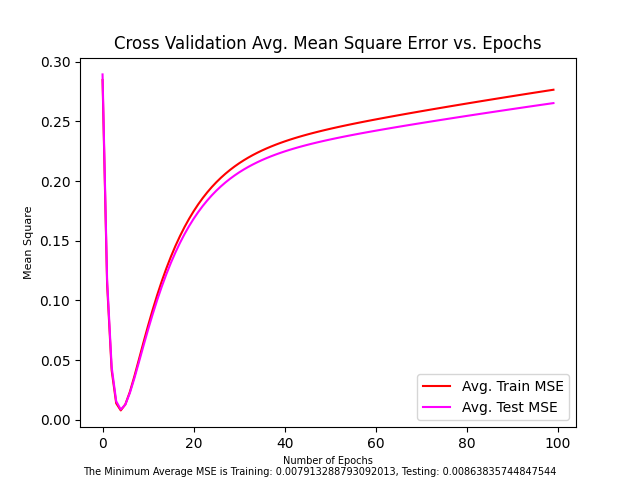 Cross Validation Avg. Mean Square Error vs. Epochs
0.30
0.25
0.20
0.15
0.10
0.05
0.00
Mean Square
Avg. Train MSE
Avg. Test MSE
0 20 40 60 80 100
Number of Epochs
The Minimum Average MSE is Training: 0.007913288793092013, Testing: 0.00863835744847544